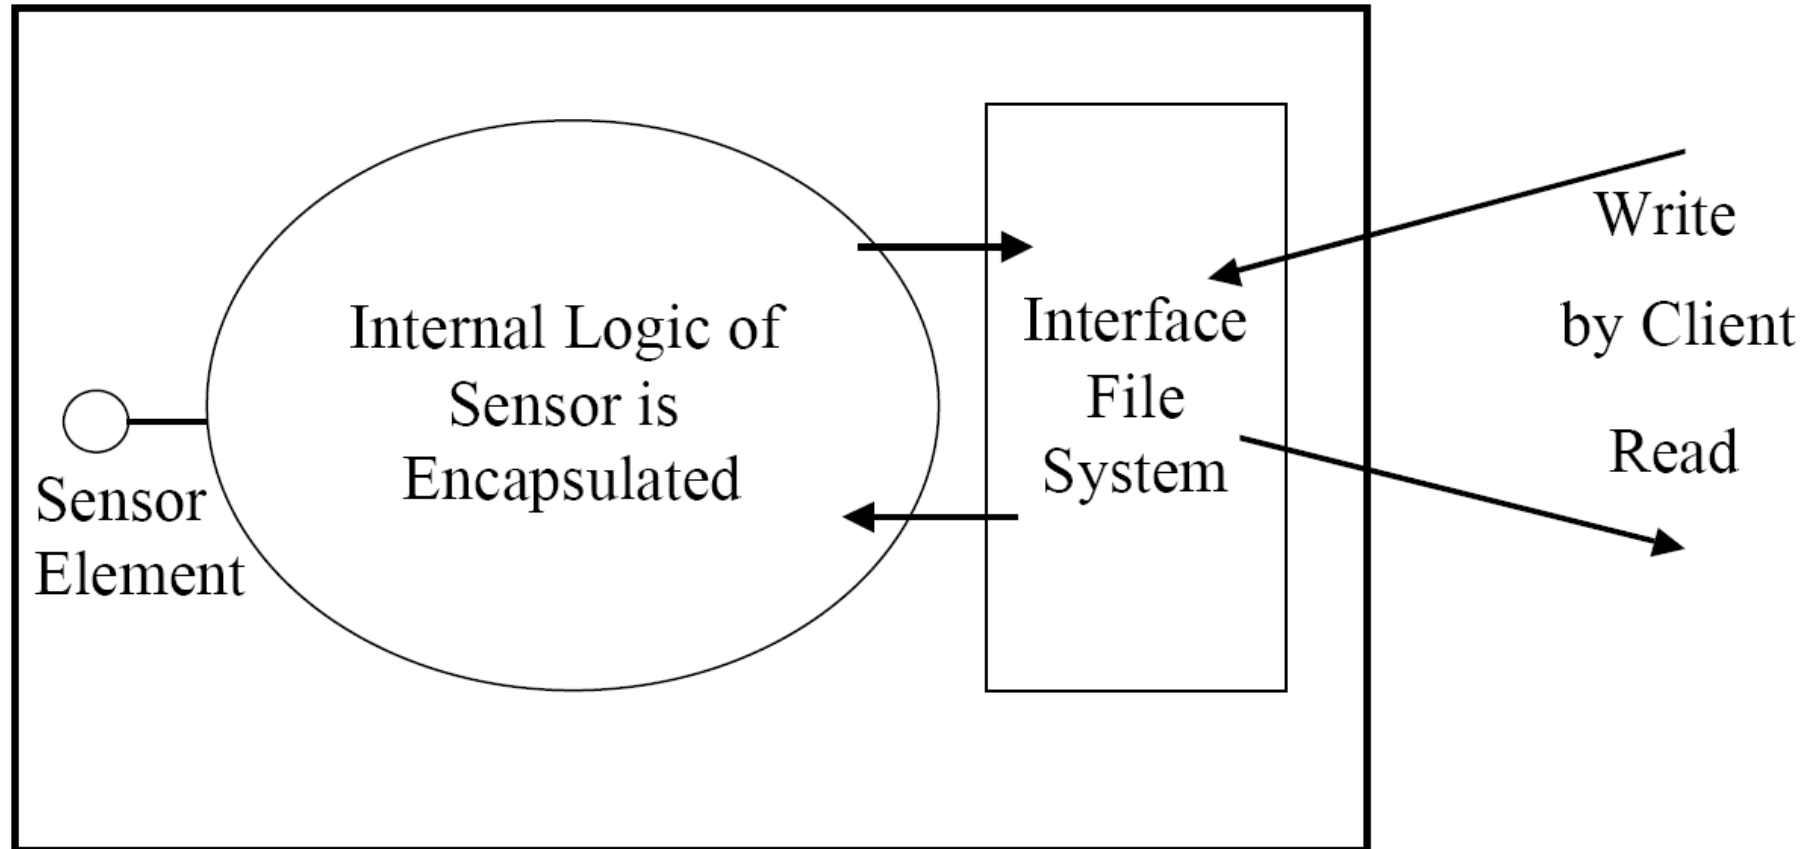 Sensor
Element
Internal Logic of
Sensor is
Encapsulated
Interface
File
System
Write
by Client
Read